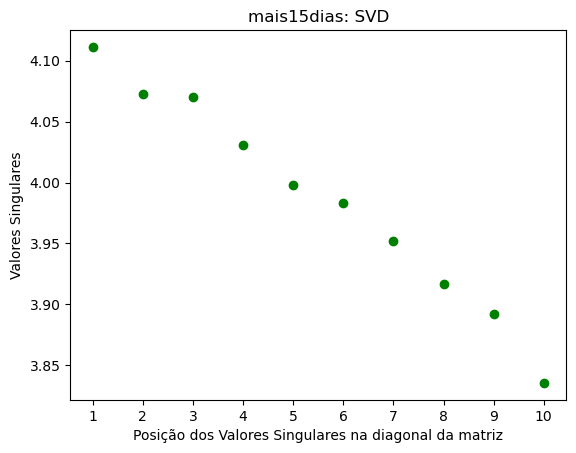 mais15dias: SVD
Valores Singulares
4.10
4.05
4.00
3.95
3.90
3.85
1 2 3 4 5 6 7 8 9 10
Posição dos Valores Singulares na diagonal da matriz